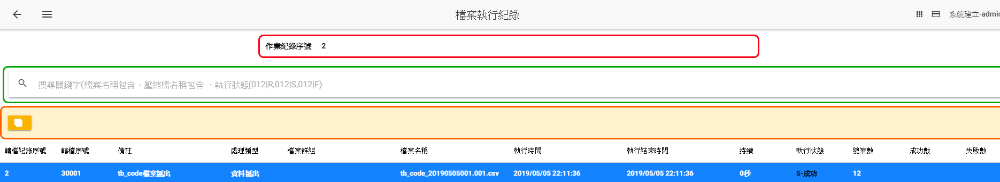 檔案執行紀錄
系統建立-admin
作業紀錄序號 2
搜尋關鍵字(檔案名稱包含、壓縮檔名稱包含 、執行狀態(012|R,012|S,012|F)
轉檔紀錄序號 轉檔序號 備註 處理類型 檔案群組 檔案名稱 執行時間 執行結束時間 持續 執行狀態 總筆數 成功數 失敗數
2 30001 tb_code檔案匯出 資料匯出 tb_code_20190505001.001.csv 2019/05/05 22:11:36 2019/05/05 22:11:36 0秒 S-成功 12